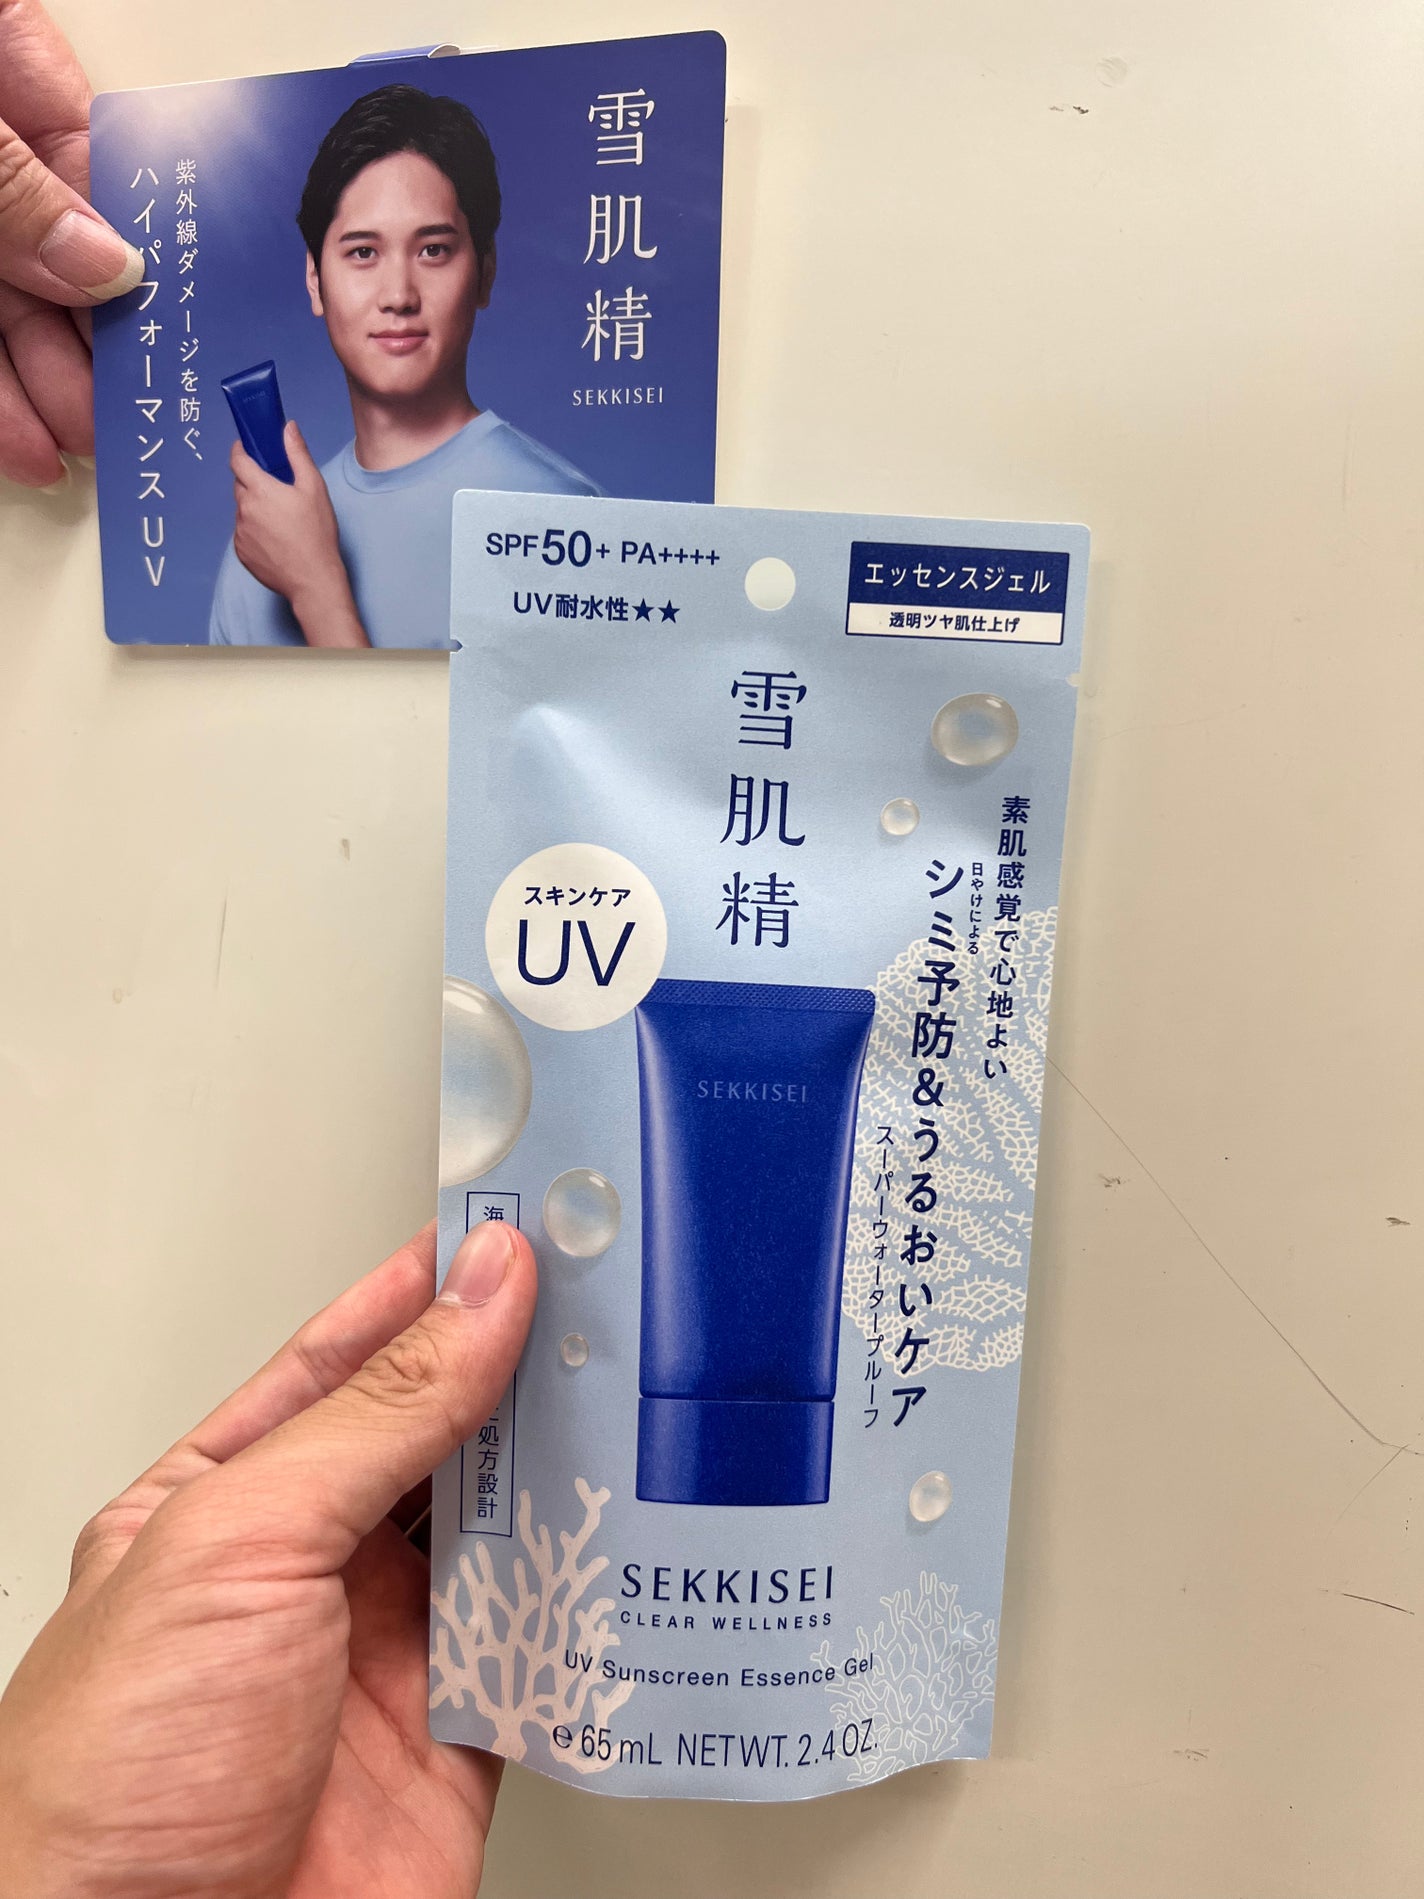 雪肌精
SEKKISEI
紫外線ダメージを防ぐ、
ハイパフォーマンスUV
SPF50+ PA++++
UV耐水性★★
エッセンスジェル
透明ツヤ肌仕上げ
雪肌精
スキンケア
UV
素肌感覚で心地よい
日やけによる
シミ予防&うるおいケア
スーパーウォータープルーフ
SEKKISEI
海
処方設計
SEKKISEI
CLEAR WELLNESS
UV Sunscreen Essence Gel
℮65mL NET WT. 2.4 OZ.